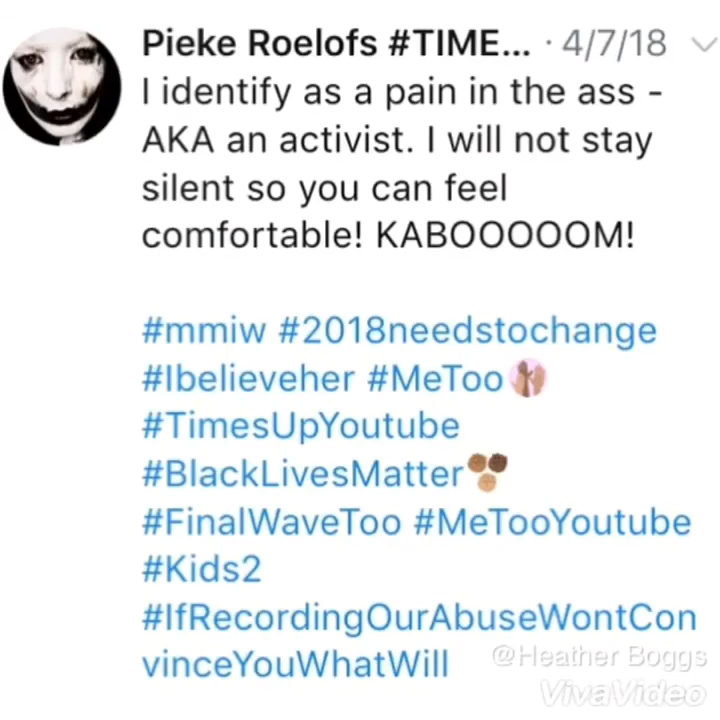 Pieke Roelofs #TIME... · 4/7/18
I identify as a pain in the ass -
AKA an activist. I will not stay
silent so you can feel
comfortable! KABOOOOOM!
#mmiw #2018needstochange
#Ibelieveher #MeToo
#TimesUpYoutube
#BlackLivesMatter
#FinalWaveToo #MeTooYoutube
#Kids2
#IfRecordingOurAbuseWontCon
vinceYouWhatWill
@Heather Boggs
VivaVideo